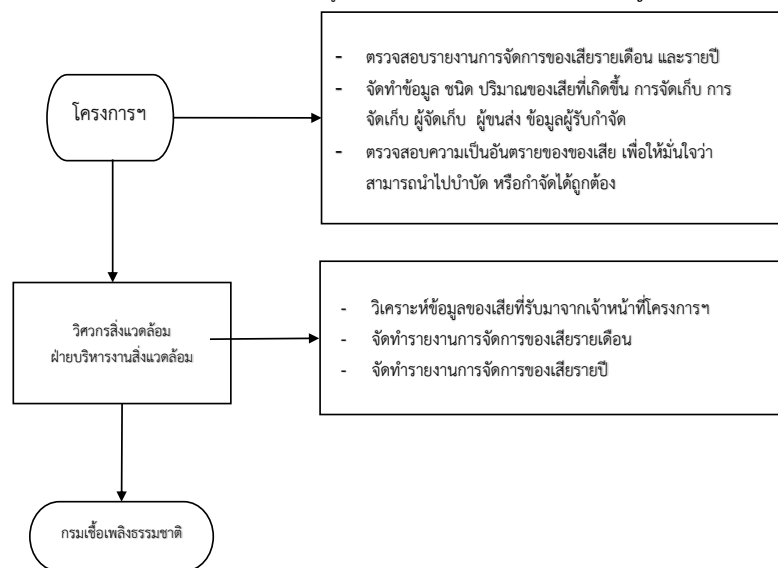 โครงการฯ
- ตรวจสอบรายงานการจัดการของเสียรายเดือน และรายปี
- จัดทำข้อมูล ชนิด ปริมาณของเสียที่เกิดขึ้น การจัดเก็บ การ
จัดเก็บ ผู้จัดเก็บ ผู้ขนส่ง ข้อมูลผู้รับกำจัด
- ตรวจสอบความเป็นอันตรายของของเสีย เพื่อให้มั่นใจว่า
สามารถนำไปบำบัด หรือกำจัดได้ถูกต้อง
วิศวกรสิ่งแวดล้อม
ฝ่ายบริหารงานสิ่งแวดล้อม
- วิเคราะห์ข้อมูลของเสียที่รับมาจากเจ้าหน้าที่โครงการฯ
- จัดทำรายงานการจัดการของเสียรายเดือน
- จัดทำรายงานการจัดการของเสียรายปี
กรมเชื้อเพลิงธรรมชาติ